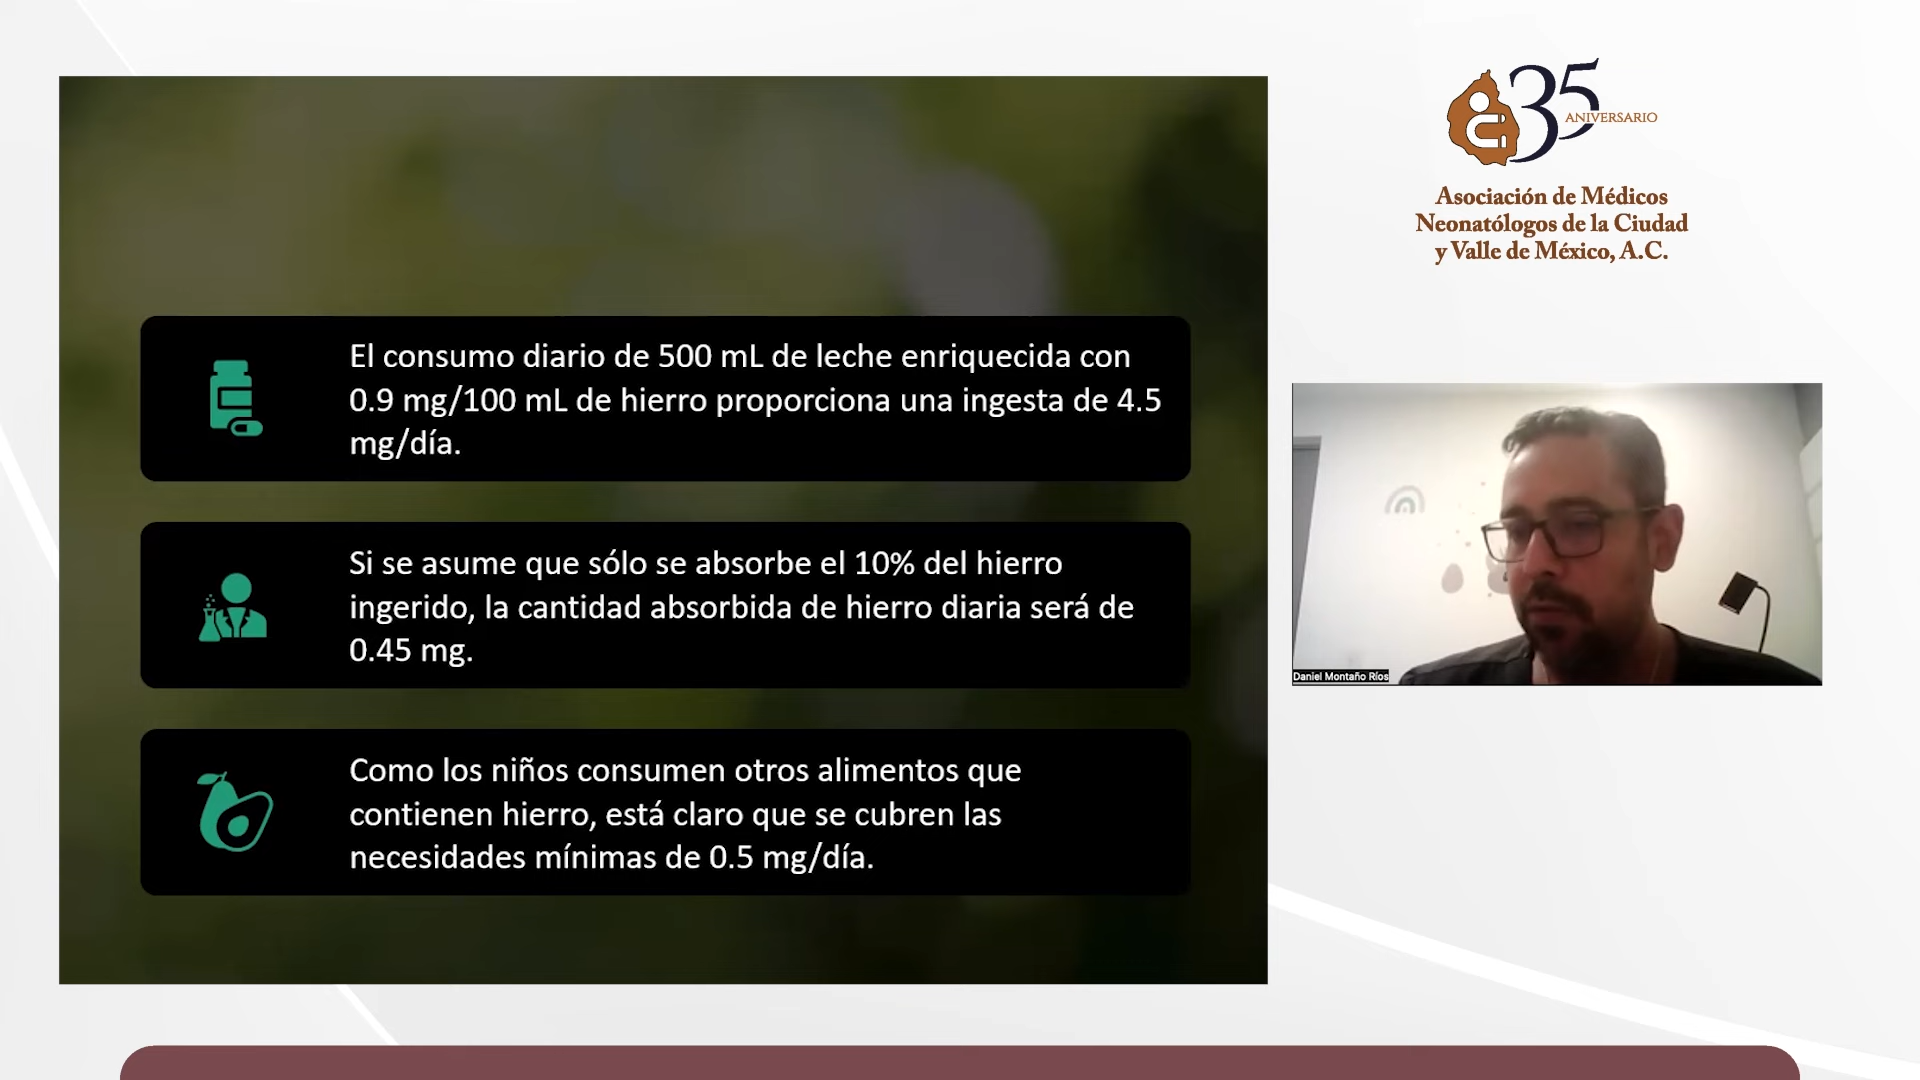 El consumo diario de 500 mL de leche enriquecida con
0.9 mg/100 mL de hierro proporciona una ingesta de 4.5
mg/día.
Si se asume que sólo se absorbe el 10% del hierro
ingerido, la cantidad absorbida de hierro diaria será de
0.45 mg.
Como los niños consumen otros alimentos que
contienen hierro, está claro que se cubren las
necesidades mínimas de 0.5 mg/día.
35
ANIVERSARIO
Asociación de Médicos
Neonatólogos de la Ciudad
y Valle de México, A.C.
Daniel Montaño Ríos